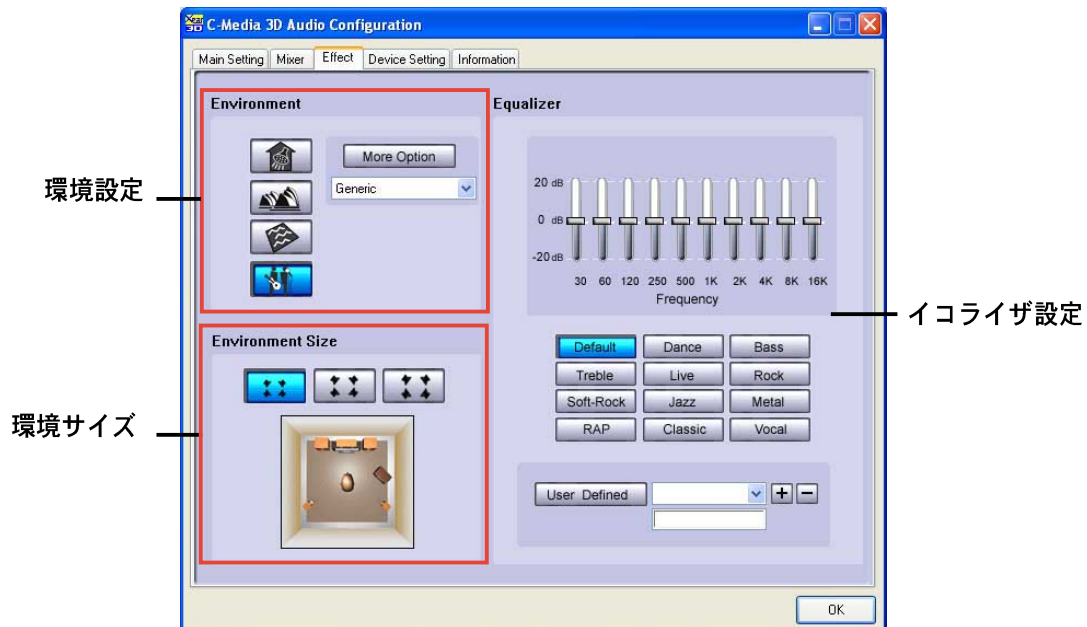 Xear 3D C-Media 3D Audio Configuration
Main Setting Mixer Effect Device Setting Information
Environment
More Option
Generic
環境設定
Environment Size
環境サイズ
Equalizer
20 dB
0 dB
-20 dB
30 60 120 250 500 1K 2K 4K 8K 16K
Frequency
イコライザ設定
Default Dance Bass
Treble Live Rock
Soft-Rock Jazz Metal
RAP Classic Vocal
User Defined
OK